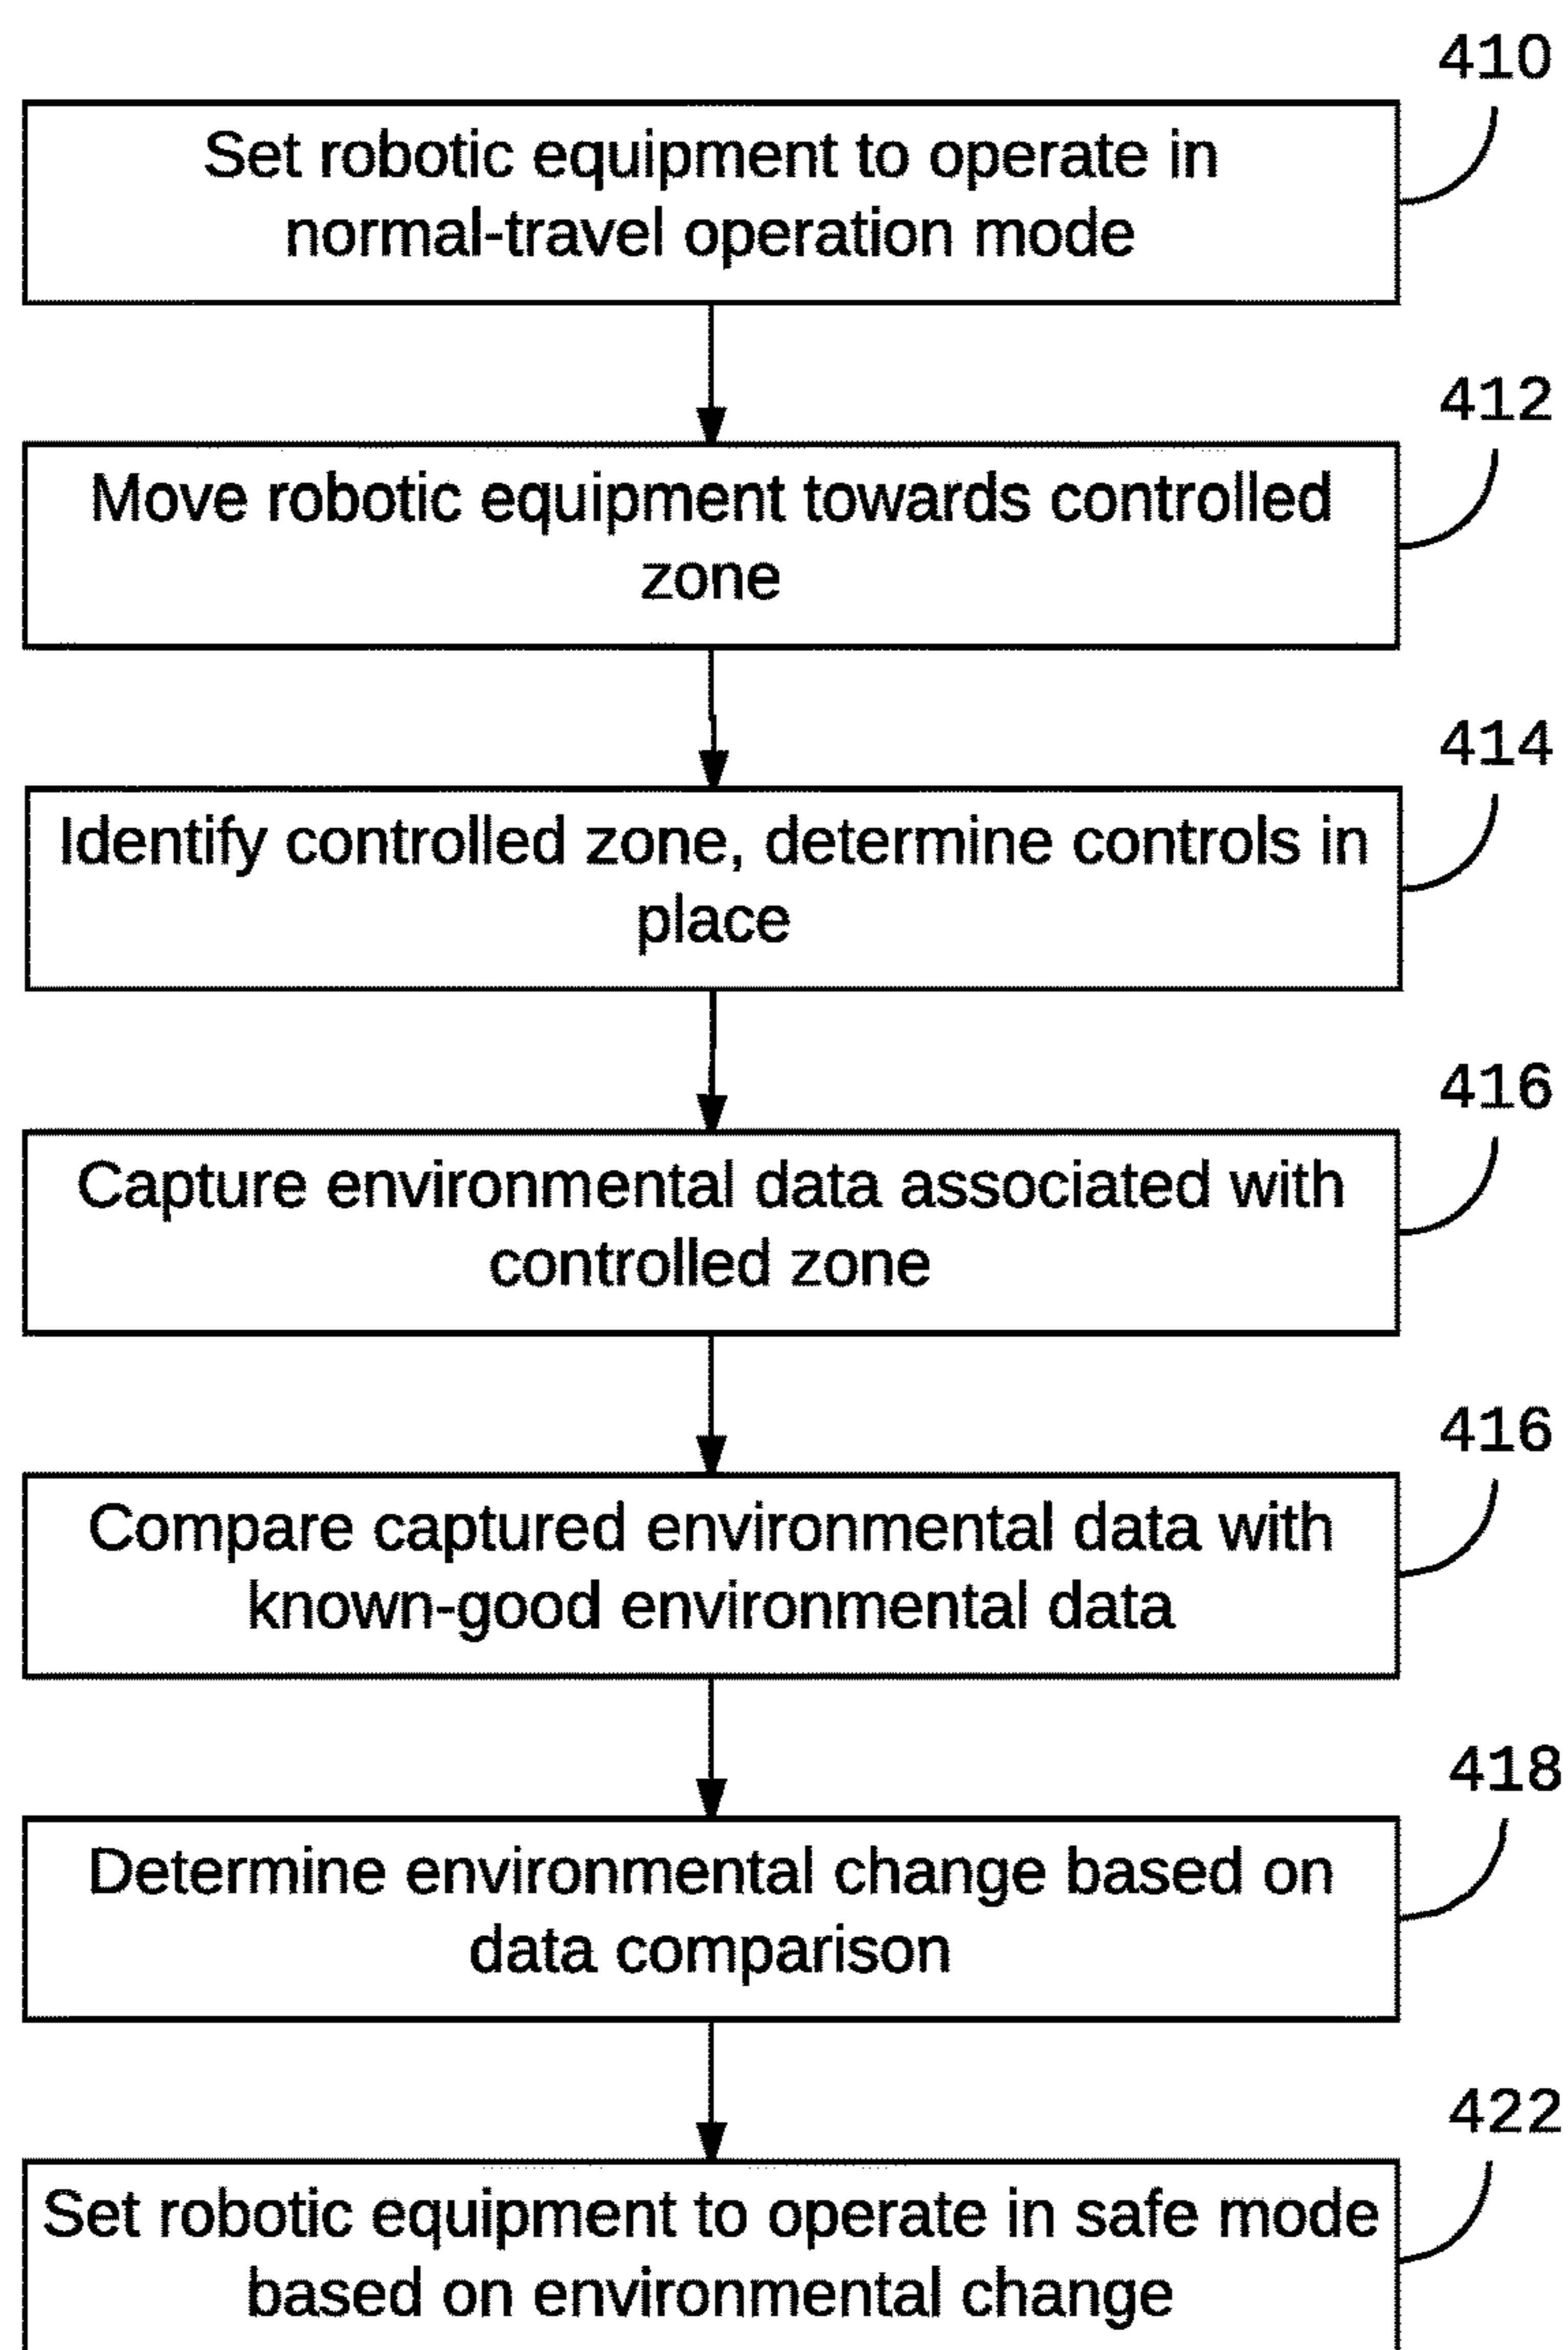 410
Set robotic equipment to operate in
normal-travel operation mode
412
Move robotic equipment towards controlled
zone
414
Identify controlled zone, determine controls in
place
416
Capture environmental data associated with
controlled zone
416
Compare captured environmental data with
known-good environmental data
418
Determine environmental change based on
data comparison
422
Set robotic equipment to operate in safe mode
based on environmental change